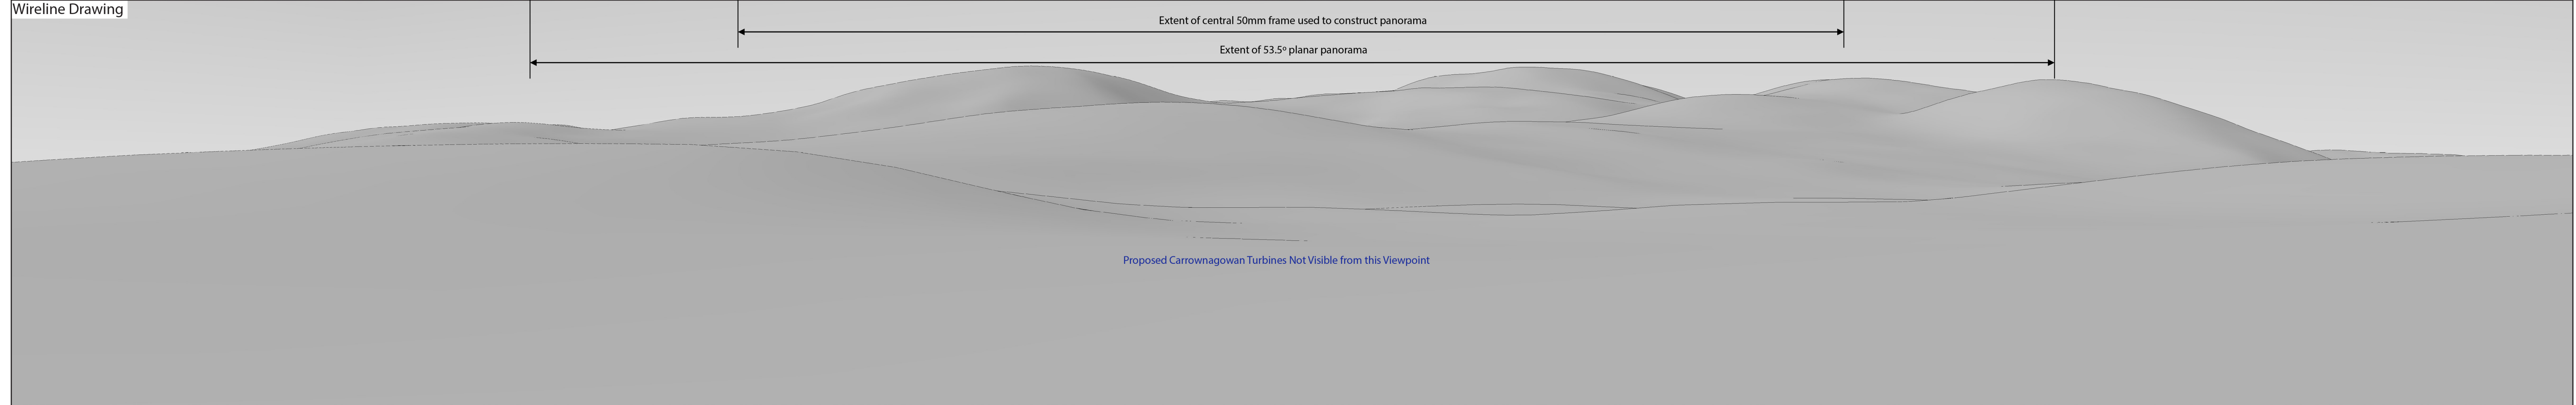 Wireline Drawing
Extent of central 50mm frame used to construct panorama
Extent of 53.5º planar panorama
Proposed Carrownagowan Turbines Not Visible from this Viewpoint